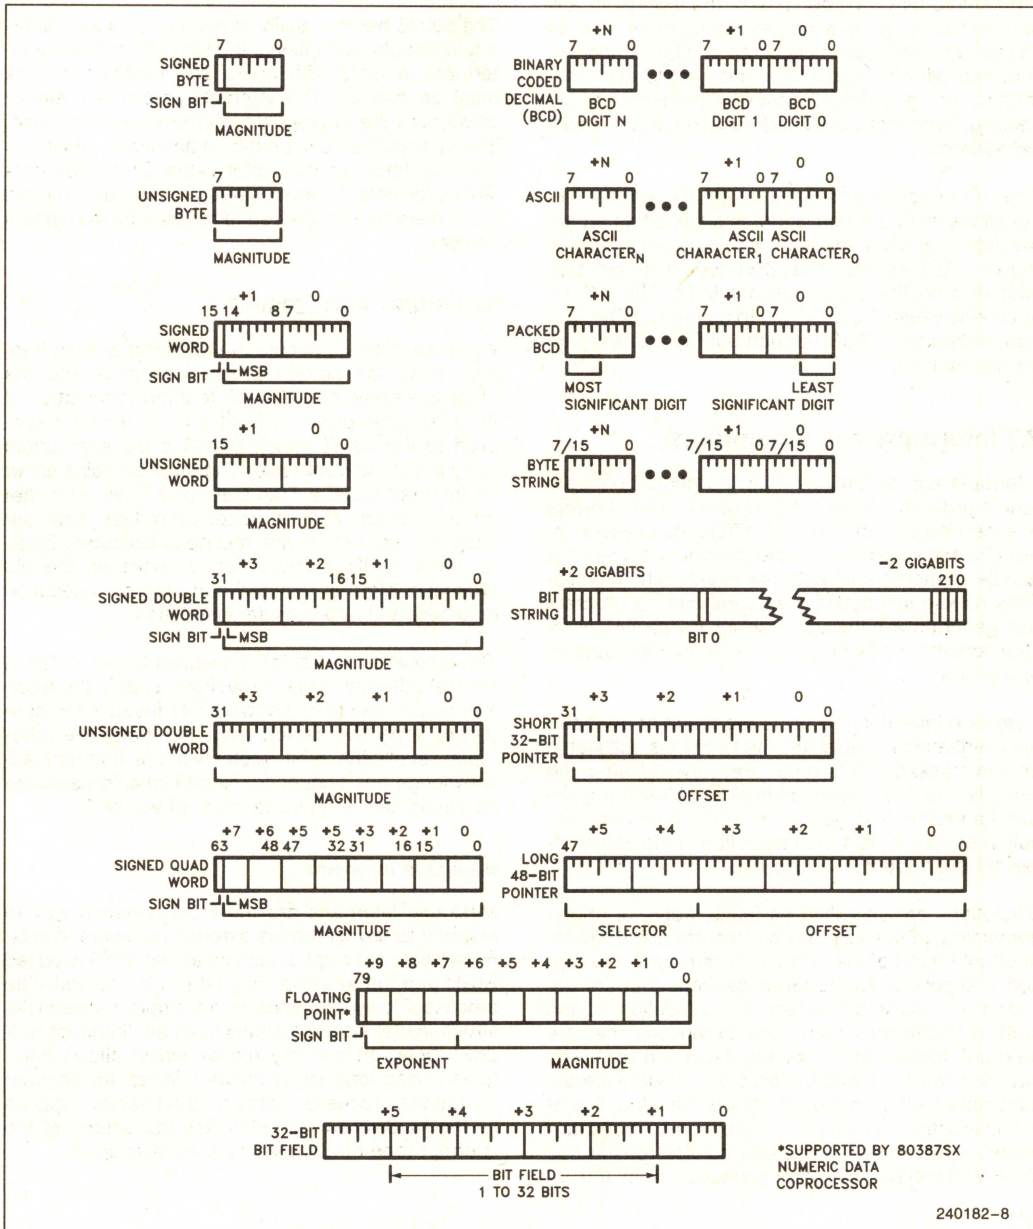 7 0
SIGNED
BYTE
SIGN BIT
MAGNITUDE
7 0
UNSIGNED
BYTE
MAGNITUDE
+1 0
15 14 8 7 0
SIGNED
WORD
SIGN BIT MSB
MAGNITUDE
+1 0
15 0
UNSIGNED
WORD
MAGNITUDE
+3 +2 +1 0
31 16 15 0
SIGNED DOUBLE
WORD
SIGN BIT MSB
MAGNITUDE
+3 +2 +1 0
31 0
UNSIGNED DOUBLE
WORD
MAGNITUDE
+7 +6 +5 +5 +3 +2 +1 0
63 48 47 32 31 16 15 0
SIGNED QUAD
WORD
SIGN BIT MSB
MAGNITUDE
+N +1 0
7 0 7 0 7 0
BINARY
CODED
DECIMAL
(BCD)
BCD BCD BCD
DIGIT N DIGIT 1 DIGIT 0
+N +1 0
7 0 7 0 7 0
ASCII
ASCII ASCII ASCII
CHARACTERN CHARACTER1 CHARACTER0
+N +1 0
7 0 7 0 7 0
PACKED
BCD
MOST LEAST
SIGNIFICANT DIGIT SIGNIFICANT DIGIT
+N +1 0
7/15 0 7/15 0 7/15 0
BYTE
STRING
+2 GIGABITS -2 GIGABITS
210
BIT
STRING
BIT 0
+3 +2 +1 0
31 0
SHORT
32-BIT
POINTER
OFFSET
+5 +4 +3 +2 +1 0
47 0
LONG
48-BIT
POINTER
SELECTOR OFFSET
+9 +8 +7 +6 +5 +4 +3 +2 +1 0
79 0
FLOATING
POINT*
SIGN BIT
EXPONENT MAGNITUDE
+5 +4 +3 +2 +1 0
32-BIT
BIT FIELD
BIT FIELD
1 TO 32 BITS
*SUPPORTED BY 80387SX
NUMERIC DATA
COPROCESSOR
240182-8